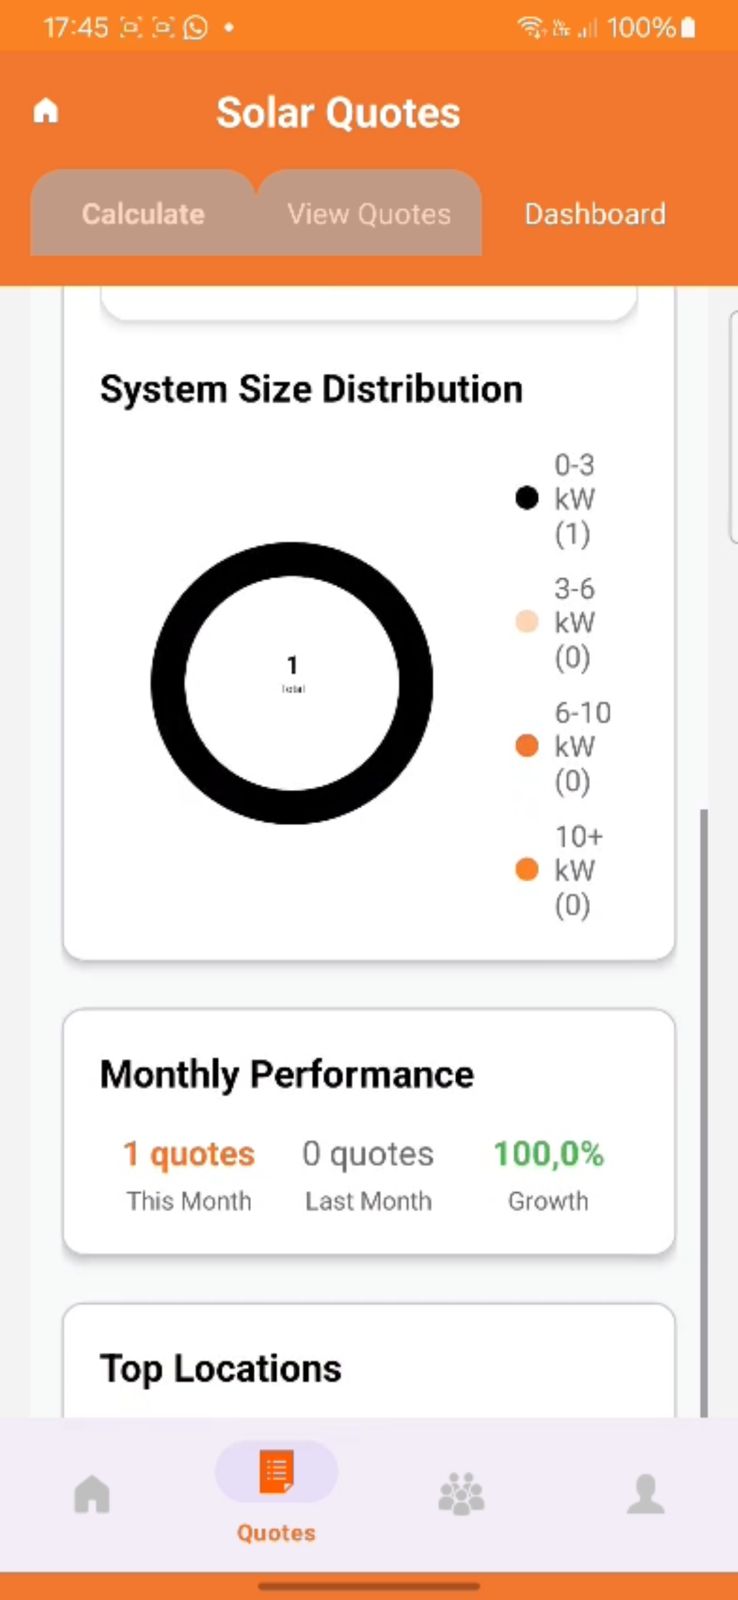 17:45
100%
Solar Quotes
Calculate
View Quotes
Dashboard
System Size Distribution
0-3
kW
(1)
3-6
kW
(0)
6-10
kW
(0)
10+
kW
(0)
1
Total
Monthly Performance
1 quotes
0 quotes
100,0%
This Month
Last Month
Growth
Top Locations
Quotes